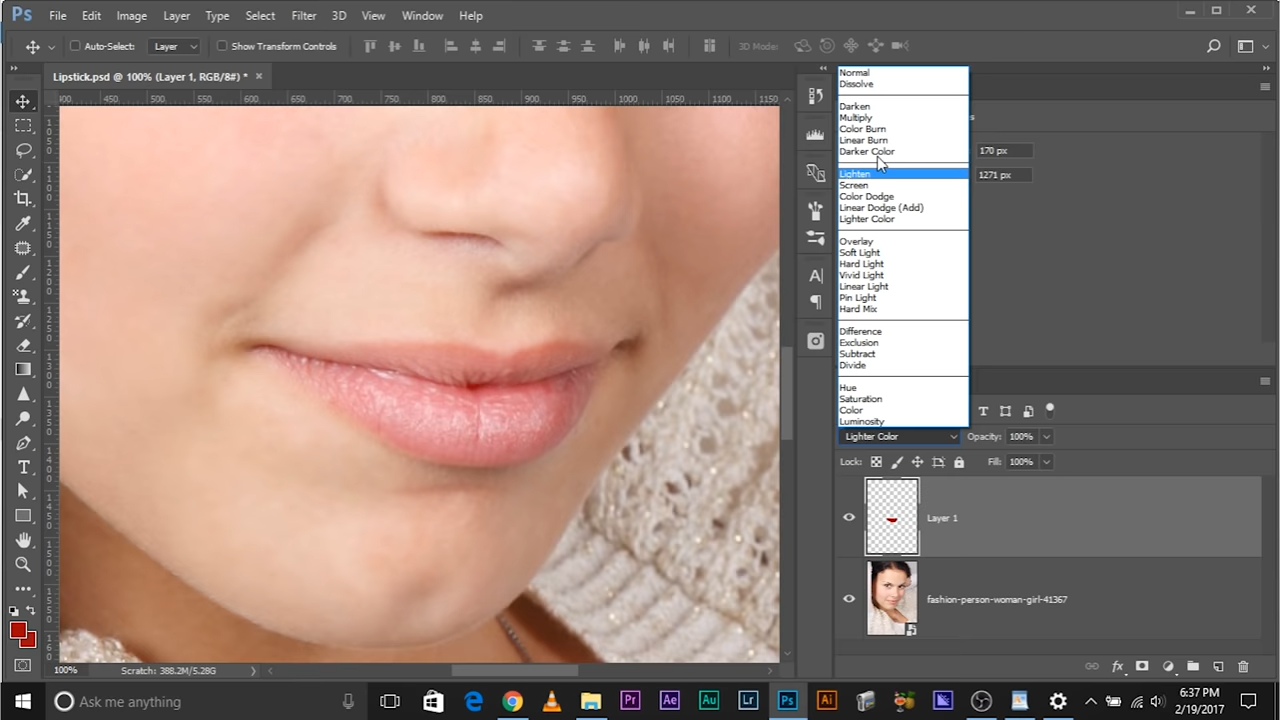 Ps File Edit Image Layer Type Select Filter 3D View Window Help
Auto-Select: Layer Show Transform Controls 3D Mode:
Lipstick.psd @ 100% (Layer 1, RGB/8#) * ×
500 550 600 650 700 750 800 850 900 950 1000 1050 1100 1150
Normal
Dissolve
Darken
Multiply
Color Burn
Linear Burn
Darker Color
170 px
Lighten
1271 px
Screen
Color Dodge
Linear Dodge (Add)
Lighter Color
Overlay
Soft Light
Hard Light
Vivid Light
Linear Light
Pin Light
Hard Mix
Difference
Exclusion
Subtract
Divide
Hue
Saturation
Color
Luminosity
Lighter Color Opacity: 100%
Lock: Fill: 100%
Layer 1
fashion-person-woman-girl-41367
100% Scratch: 388.2M/5.28G
Ask me anything
Pr Ae Au Lr Ps Ai
6:37 PM
2/19/2017